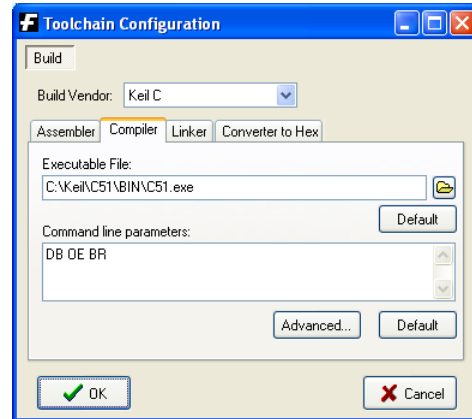 Toolchain Configuration
Build
Build Vendor: Keil C
Assembler Compiler Linker Converter to Hex
Executable File:
C:\Keil\C51\BIN\C51.exe
Default
Command line parameters:
DB OE BR
Advanced... Default
OK Cancel